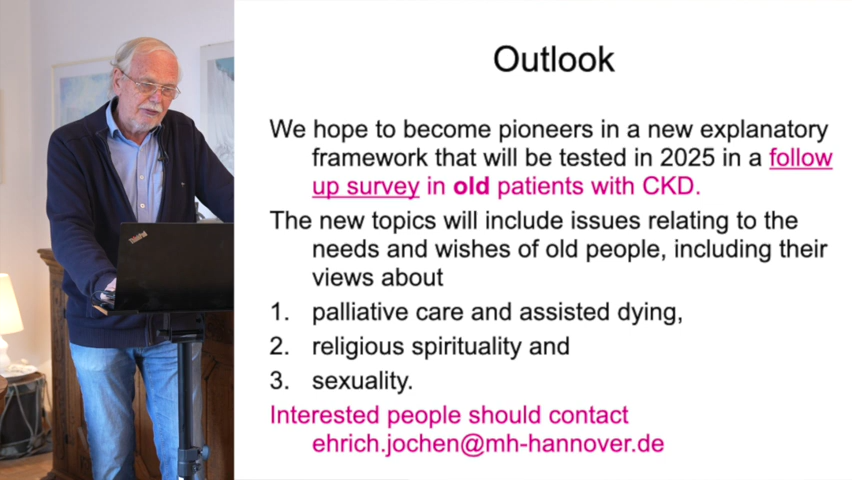 Outlook
We hope to become pioneers in a new explanatory
framework that will be tested in 2025 in a follow
up survey in old patients with CKD.
The new topics will include issues relating to the
needs and wishes of old people, including their
views about
1. palliative care and assisted dying,
2. religious spirituality and
3. sexuality.
Interested people should contact
ehrich.jochen@mh-hannover.de
ThinkPad